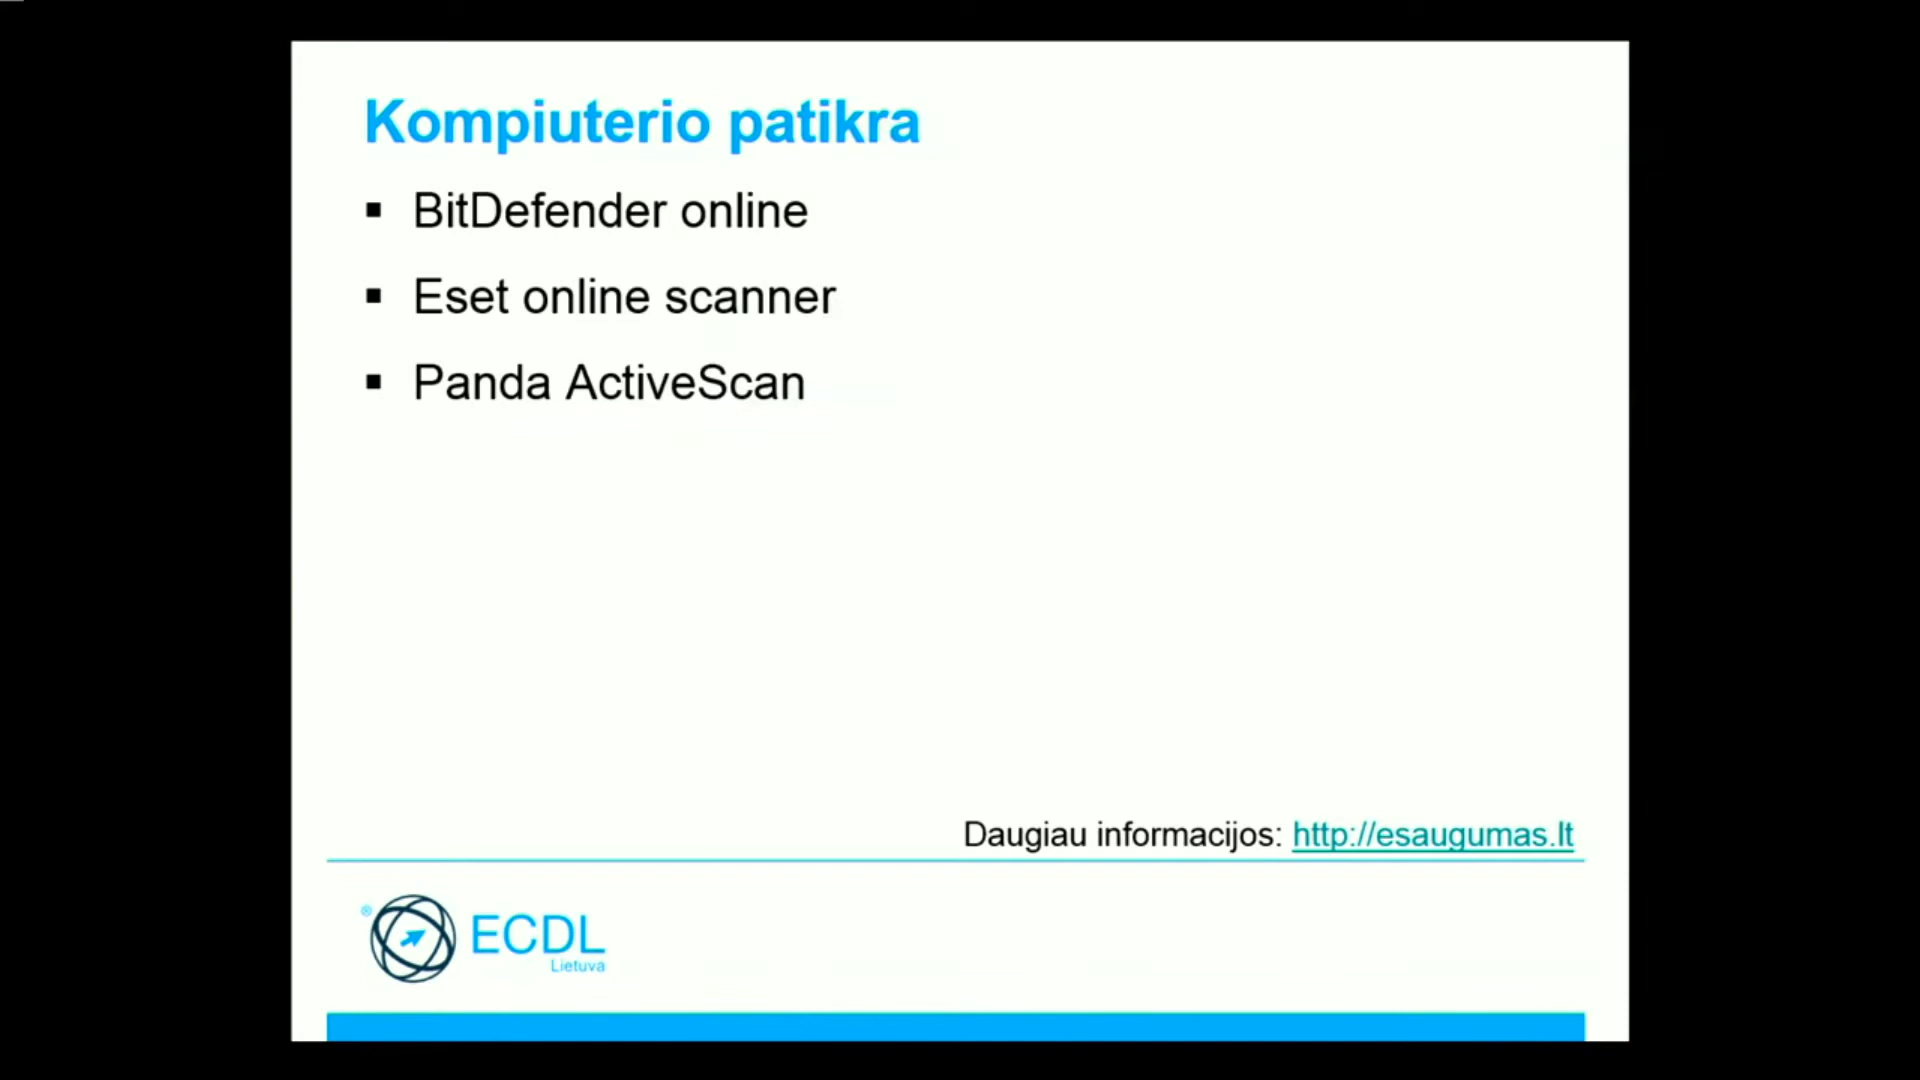 Kompiuterio patikra
▪ BitDefender online
▪ Eset online scanner
▪ Panda ActiveScan
Daugiau informacijos: http://esaugumas.lt
® ECDL
Lietuva